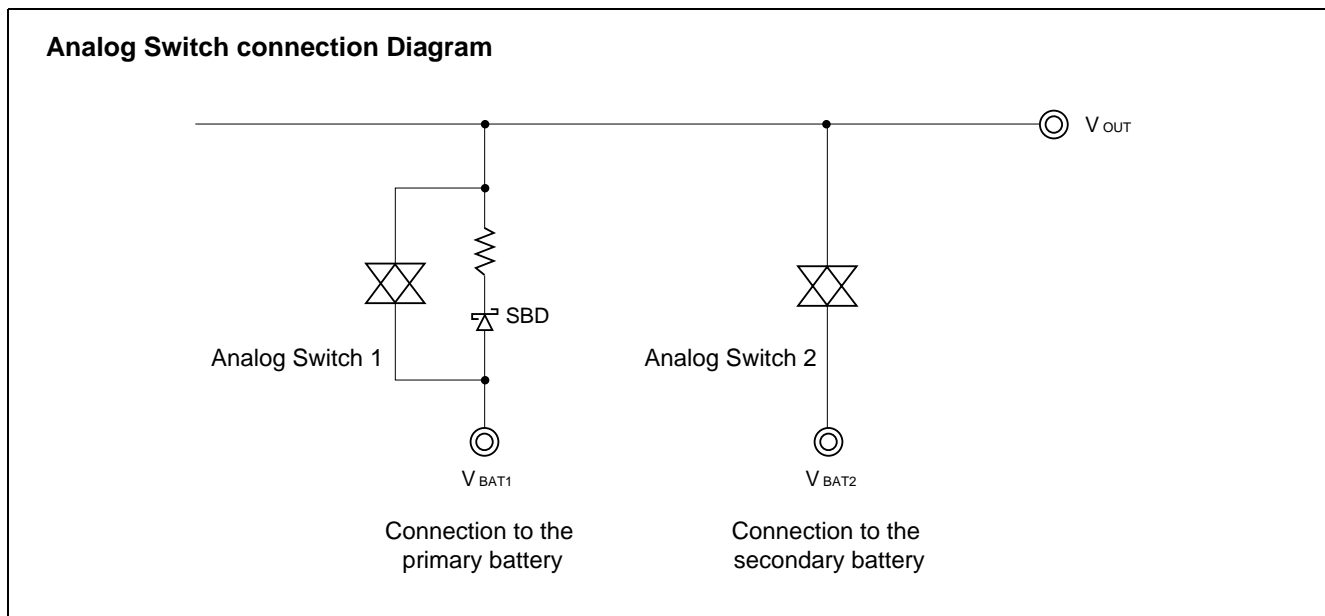 Analog Switch connection Diagram
V OUT
SBD
Analog Switch 1
Analog Switch 2
V BAT1
V BAT2
Connection to the
primary battery
Connection to the
secondary battery